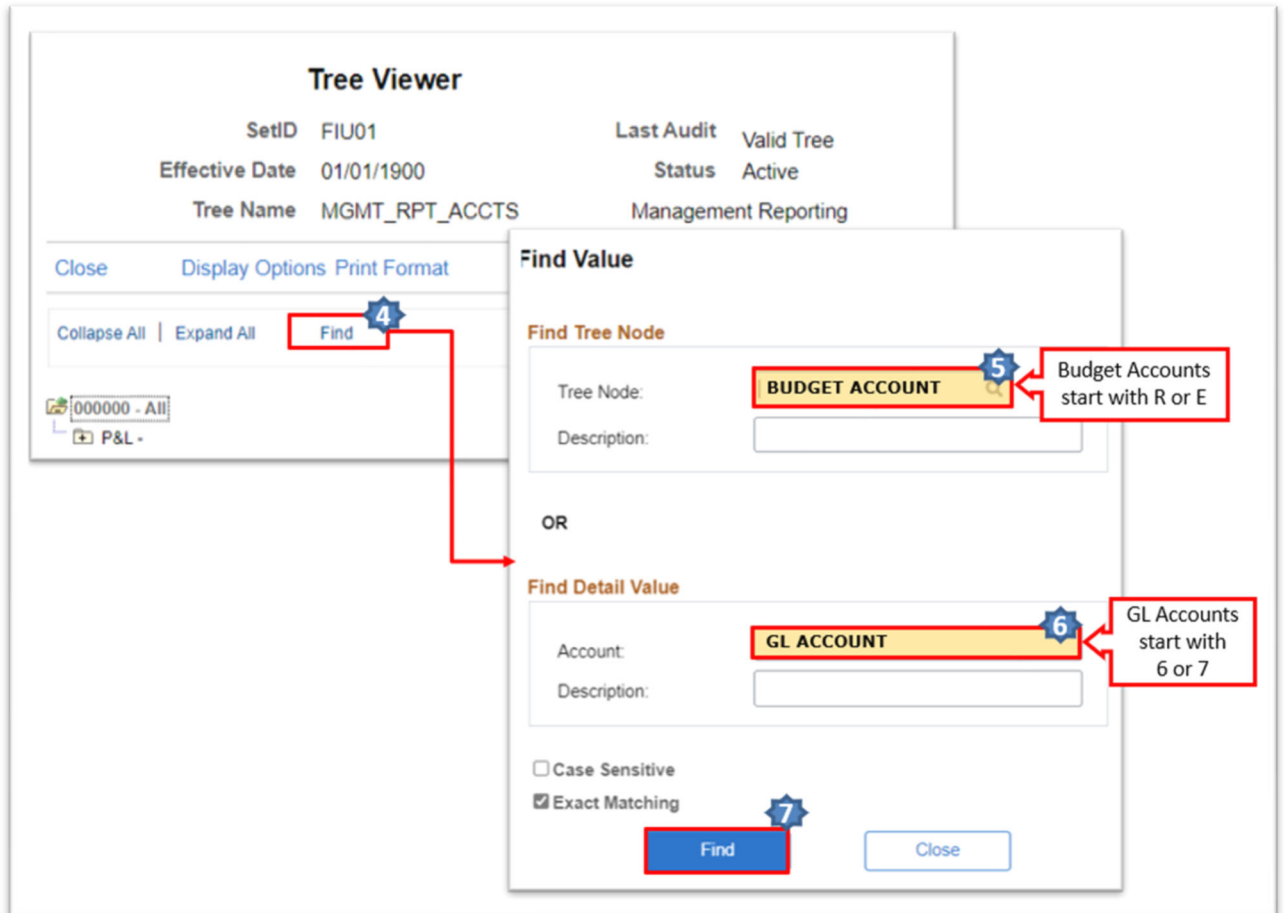 Tree Viewer
SetID FIU01 Last Audit Valid Tree
Effective Date 01/01/1900 Status Active
Tree Name MGMT_RPT_ACCTS Management Reporting
Close Display Options Print Format
Collapse All | Expand All Find 4
000000 - All
P&L -
Find Value
Find Tree Node
Tree Node: BUDGET ACCOUNT 5
Budget Accounts
start with R or E
Description:
OR
Find Detail Value
Account: GL ACCOUNT 6
GL Accounts
start with
6 or 7
Description:
Case Sensitive
Exact Matching
7
Find Close